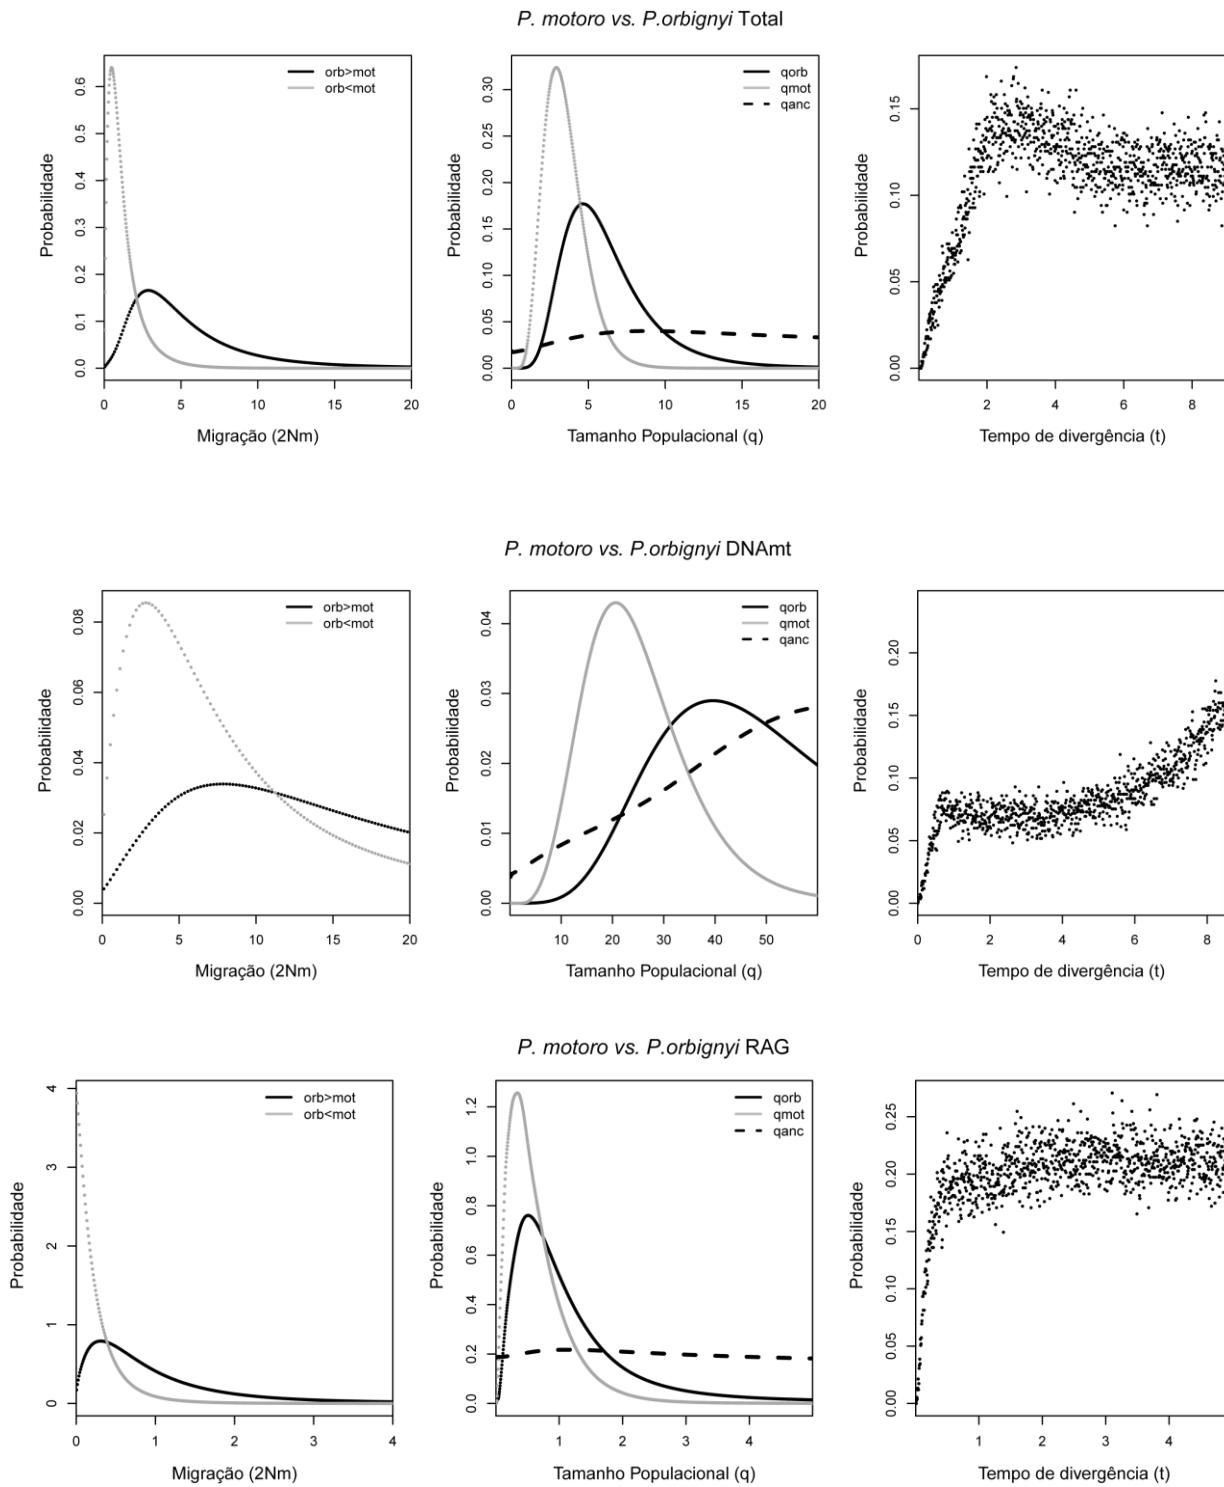 P. motoro vs. P.orbignyi Total
Probabilidade
0.0 0.1 0.2 0.3 0.4 0.5 0.6
orb>mot
orb<mot
0 5 10 15 20
Migração (2Nm)
Probabilidade
0.00 0.05 0.10 0.15 0.20 0.25 0.30
qorb
qmot
qanc
0 5 10 15 20
Tamanho Populacional (q)
Probabilidade
0.00 0.05 0.10 0.15
2 4 6 8
Tempo de divergência (t)
P. motoro vs. P.orbignyi DNAmt
Probabilidade
0.00 0.02 0.04 0.06 0.08
orb>mot
orb<mot
0 5 10 15 20
Migração (2Nm)
Probabilidade
0.00 0.01 0.02 0.03 0.04
qorb
qmot
qanc
10 20 30 40 50
Tamanho Populacional (q)
Probabilidade
0.00 0.05 0.10 0.15 0.20
0 2 4 6 8
Tempo de divergência (t)
P. motoro vs. P.orbignyi RAG
Probabilidade
0 1 2 3 4
orb>mot
orb<mot
0 1 2 3 4
Migração (2Nm)
Probabilidade
0.0 0.2 0.4 0.6 0.8 1.0 1.2
qorb
qmot
qanc
1 2 3 4
Tamanho Populacional (q)
Probabilidade
0.00 0.05 0.10 0.15 0.20 0.25
1 2 3 4
Tempo de divergência (t)